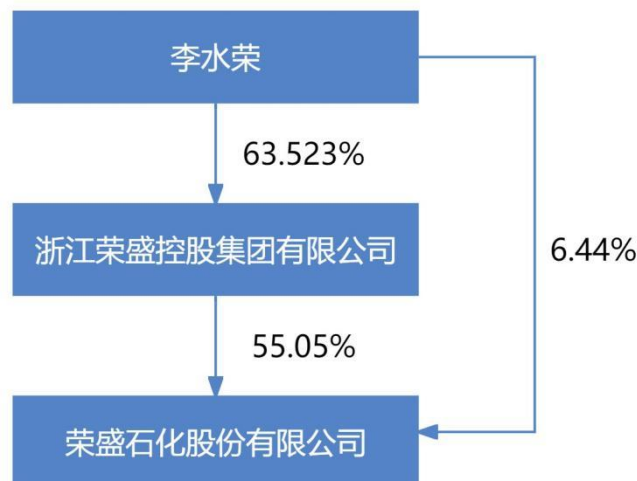 李水荣
63.523%
浙江荣盛控股集团有限公司
6.44%
55.05%
荣盛石化股份有限公司